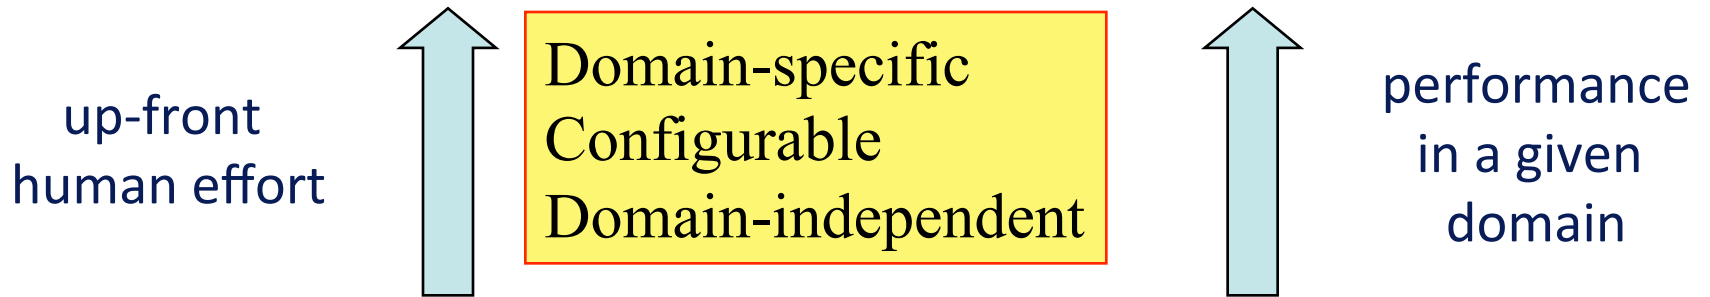 up-front
human effort
Domain-specific
Configurable
Domain-independent
performance
in a given
domain